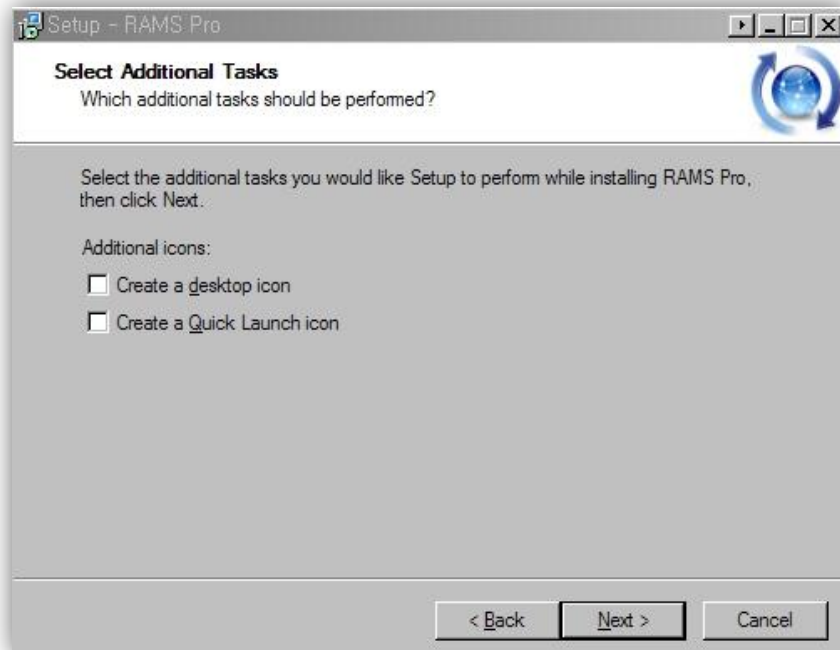 Setup - RAMS Pro
Select Additional Tasks
Which additional tasks should be performed?
Select the additional tasks you would like Setup to perform while installing RAMS Pro,
then click Next.
Additional icons:
Create a desktop icon
Create a Quick Launch icon
< Back
Next >
Cancel